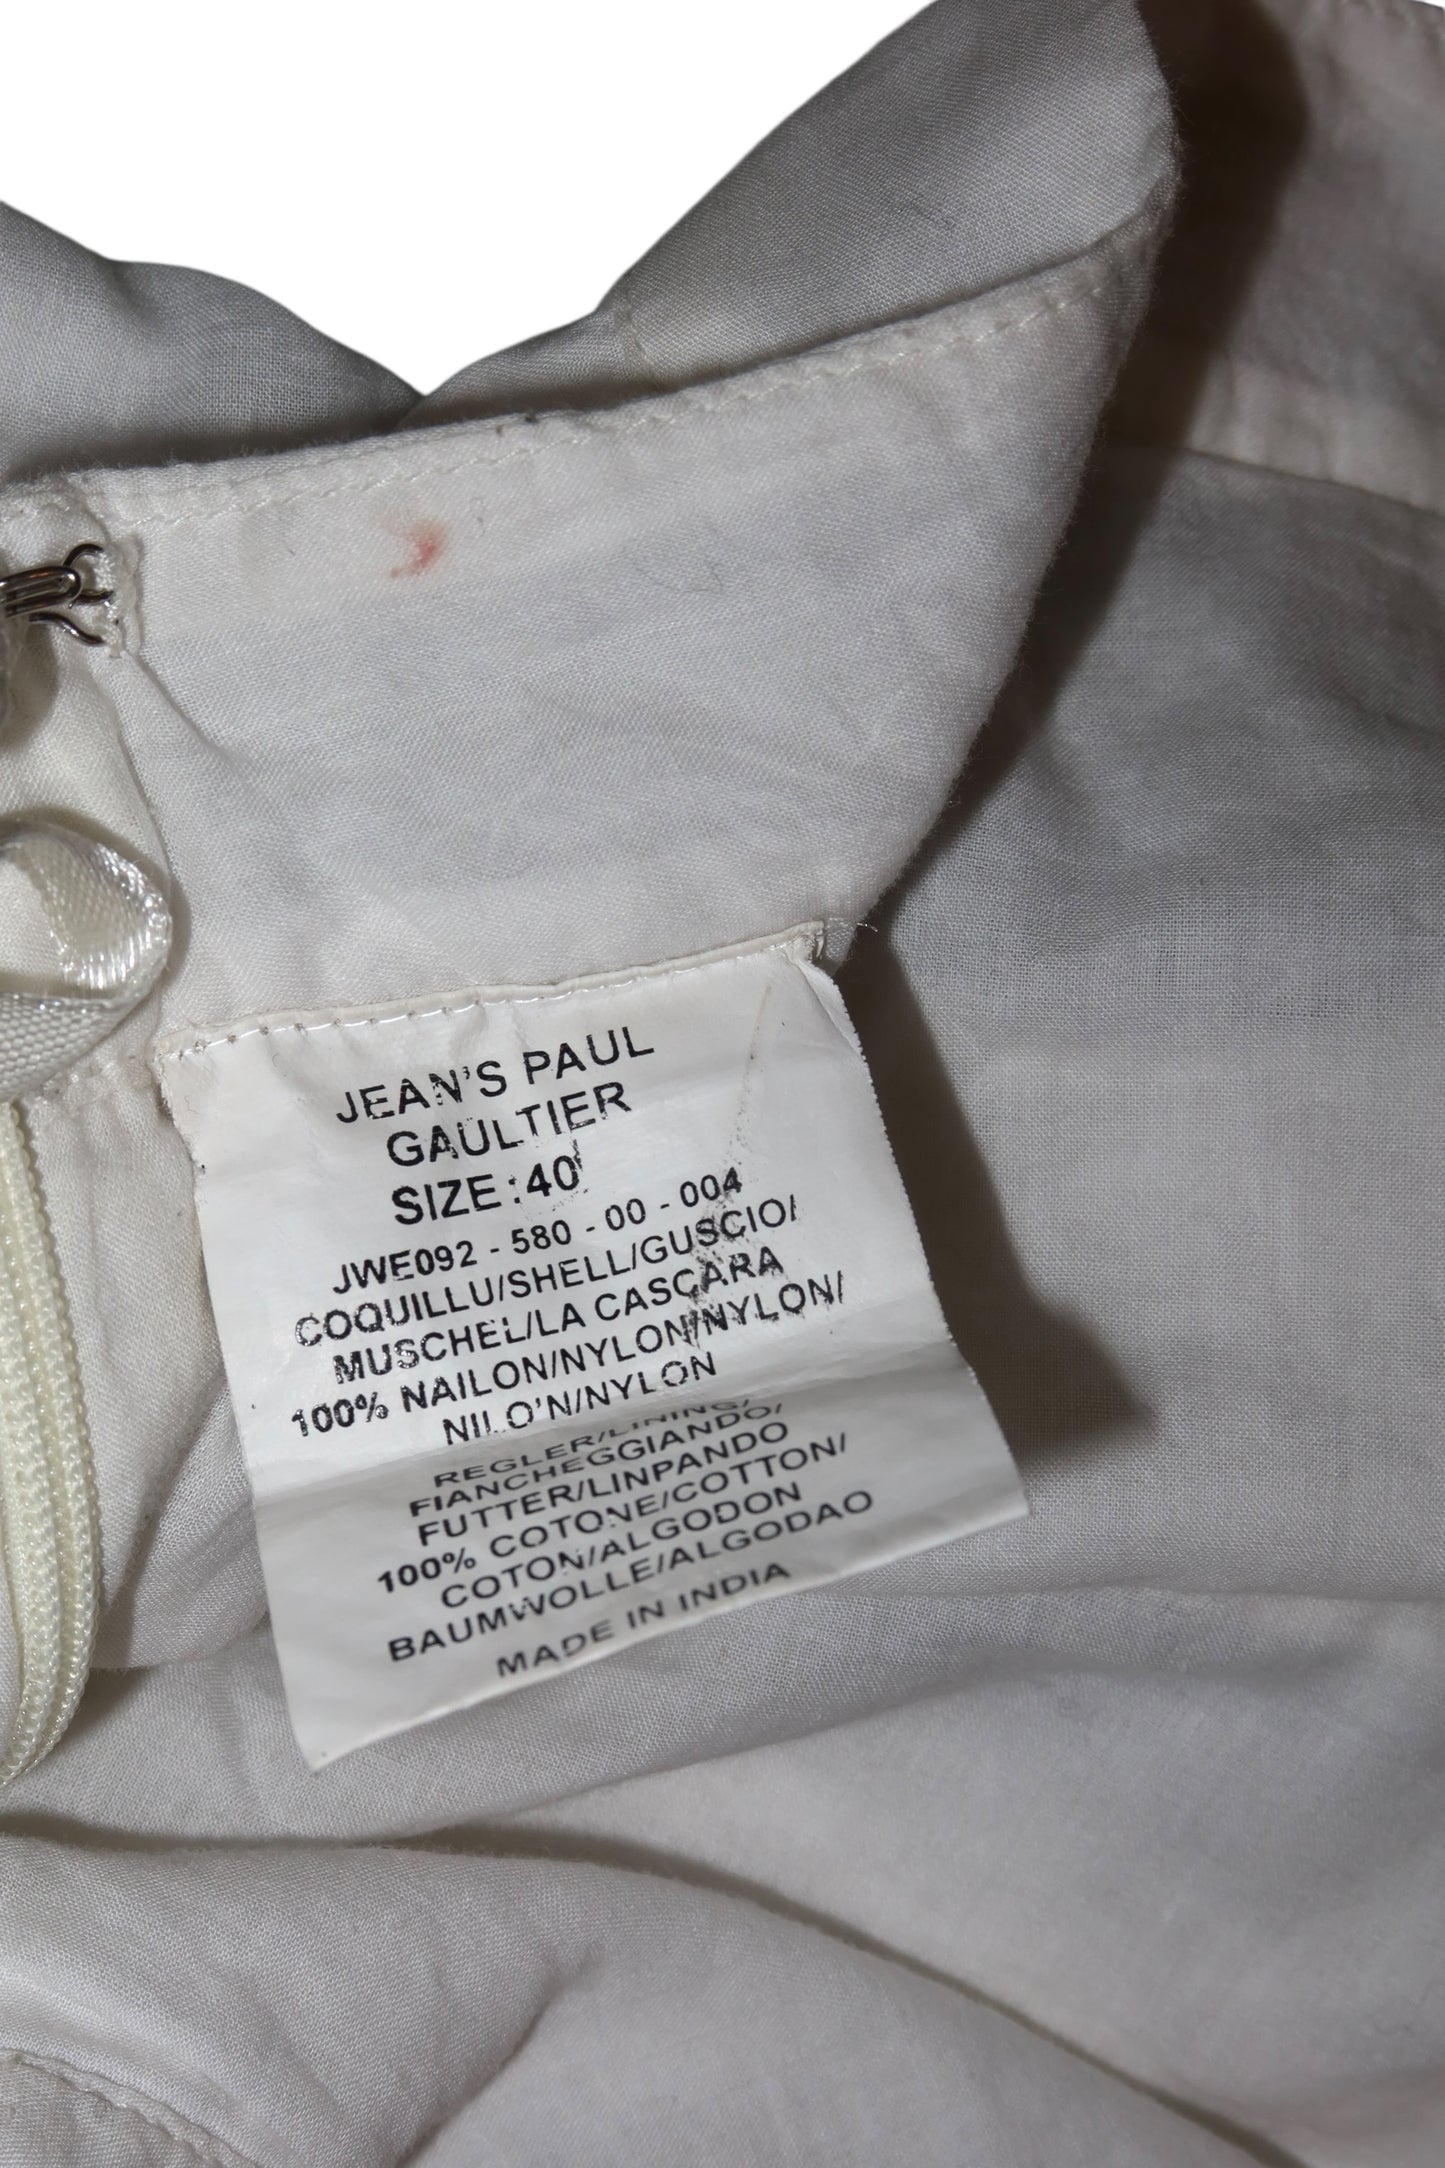 JEAN'S PAUL
GAULTIER
SIZE:40
JWE092 - 580 - 00 - 004
COQUILLU/SHELL/GUSCIO/
MUSCHEL/LA CASCARA
100% NAILON/NYLON/NYLON/
NILO'N/NYLON
REGLER/LINING/
FIANCHEGGIANDO/
FUTTER/LINPANDO
100% COTONE/COTTON/
COTON/ALGODON
BAUMWOLLE/ALGODAO
MADE IN INDIA